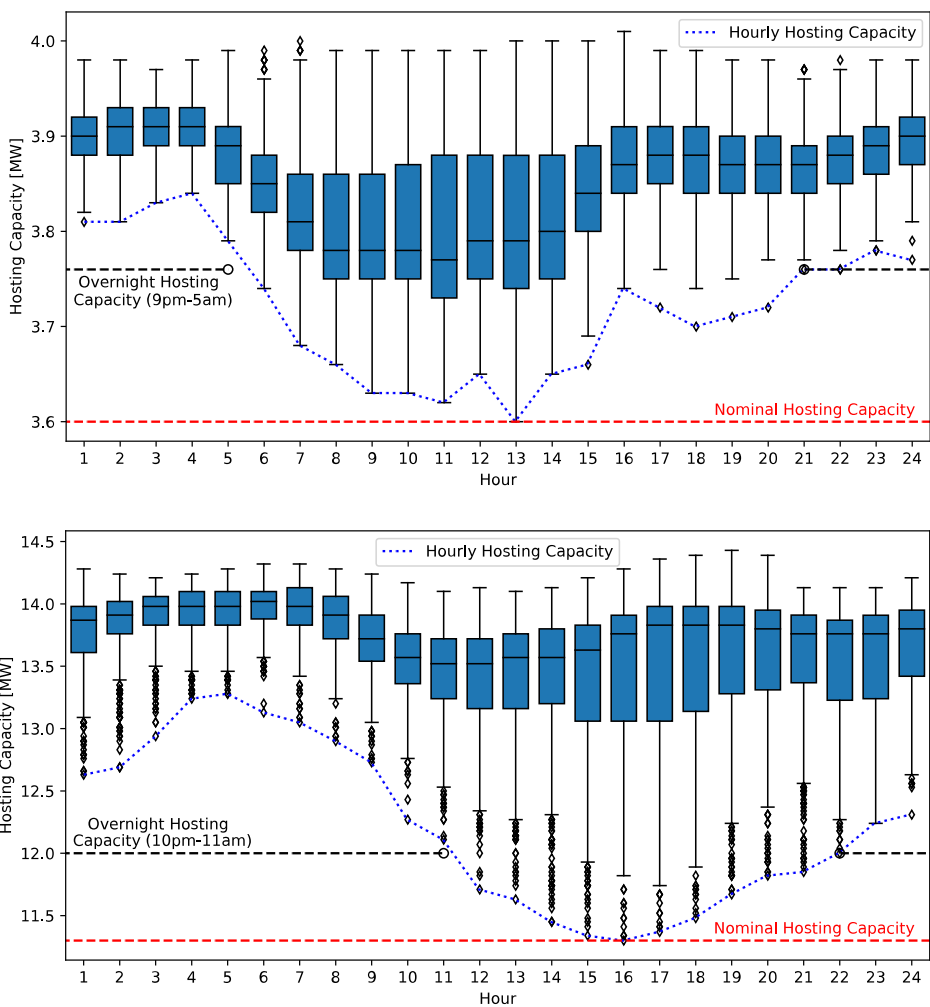 Hourly Hosting Capacity
4.0
3.9
3.8
3.7
3.6
Hosting Capacity [MW]
Overnight Hosting
Capacity (9pm-5am)
Nominal Hosting Capacity
1 2 3 4 5 6 7 8 9 10 11 12 13 14 15 16 17 18 19 20 21 22 23 24
Hour
Hourly Hosting Capacity
14.5
14.0
13.5
13.0
12.5
12.0
11.5
Hosting Capacity [MW]
Overnight Hosting
Capacity (10pm-11am)
Nominal Hosting Capacity
1 2 3 4 5 6 7 8 9 10 11 12 13 14 15 16 17 18 19 20 21 22 23 24
Hour